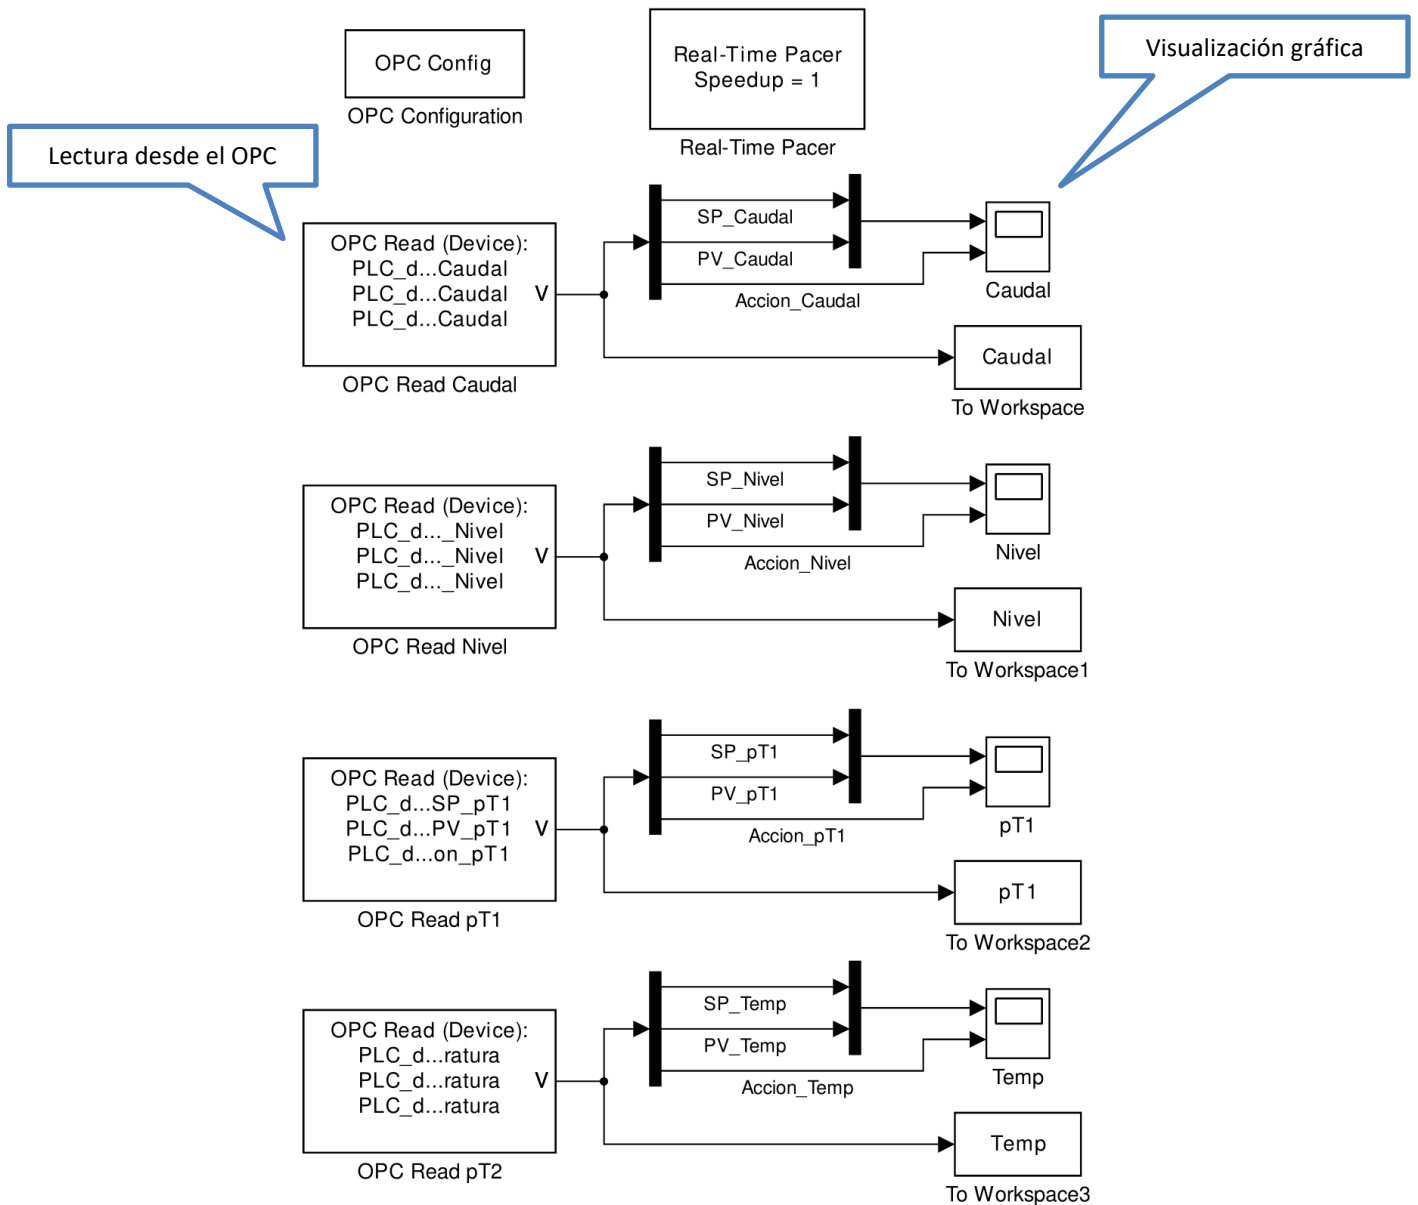 OPC Config
OPC Configuration
Real-Time Pacer
Speedup = 1
Real-Time Pacer
Visualización gráfica
Lectura desde el OPC
OPC Read (Device):
PLC_d...Caudal
PLC_d...Caudal
PLC_d...Caudal
V
OPC Read Caudal
SP_Caudal
PV_Caudal
Accion_Caudal
Caudal
Caudal
To Workspace
OPC Read (Device):
PLC_d..._Nivel
PLC_d..._Nivel
PLC_d..._Nivel
V
OPC Read Nivel
SP_Nivel
PV_Nivel
Accion_Nivel
Nivel
Nivel
To Workspace1
OPC Read (Device):
PLC_d...SP_pT1
PLC_d...PV_pT1
PLC_d...on_pT1
V
OPC Read pT1
SP_pT1
PV_pT1
Accion_pT1
pT1
pT1
To Workspace2
OPC Read (Device):
PLC_d...ratura
PLC_d...ratura
PLC_d...ratura
V
OPC Read pT2
SP_Temp
PV_Temp
Accion_Temp
Temp
Temp
To Workspace3